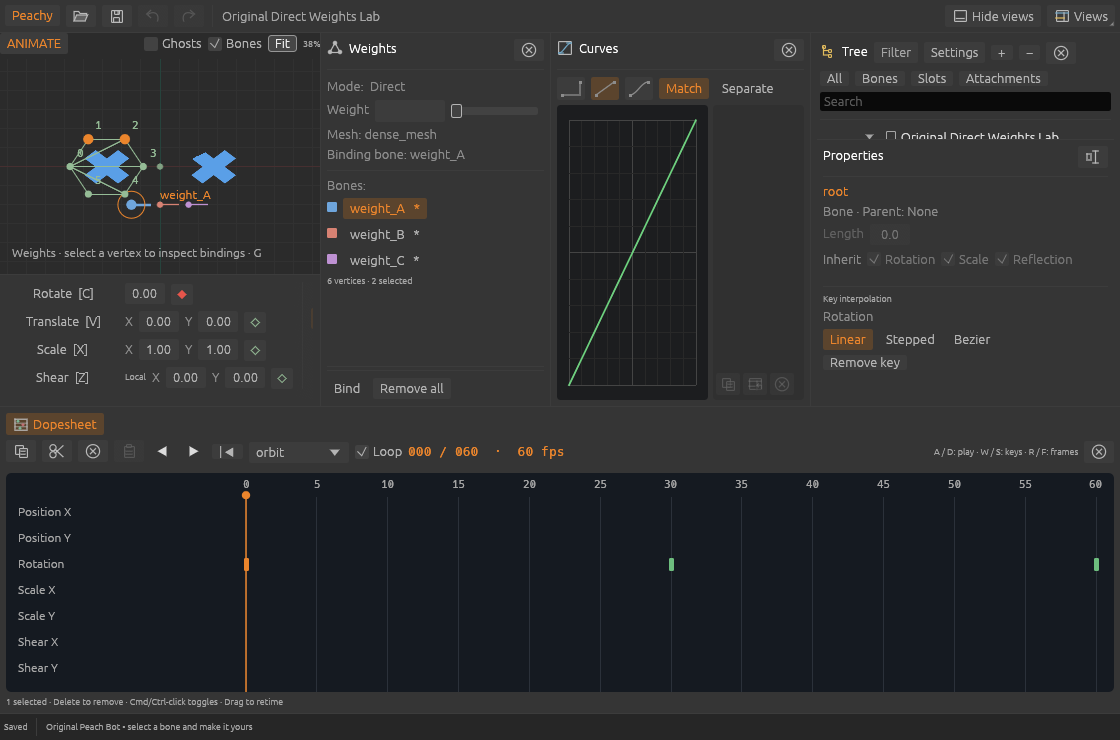 Peachy Original Direct Weights Lab Hide views Views
ANIMATE Ghosts Bones Fit 38%
1 2
0 3
5 4
weight_A
Weights · select a vertex to inspect bindings · G
Rotate [C] 0.00
Translate [V] X 0.00 Y 0.00
Scale [X] X 1.00 Y 1.00
Shear [Z] Local X 0.00 Y 0.00
Weights
Mode: Direct
Weight
Mesh: dense_mesh
Binding bone: weight_A
Bones:
weight_A *
weight_B *
weight_C *
6 vertices · 2 selected
Bind Remove all
Curves
Match Separate
Tree Filter Settings + −
All Bones Slots Attachments
Search
Original Direct Weights Lab
Properties
root
Bone · Parent: None
Length 0.0
Inherit Rotation Scale Reflection
Key interpolation
Rotation
Linear Stepped Bezier
Remove key
Dopesheet
orbit Loop 000 / 060 · 60 fps A / D: play · W / S: keys · R / F: frames
0 5 10 15 20 25 30 35 40 45 50 55 60
Position X
Position Y
Rotation
Scale X
Scale Y
Shear X
Shear Y
1 selected · Delete to remove · Cmd/Ctrl-click toggles · Drag to retime
Saved Original Peach Bot • select a bone and make it yours